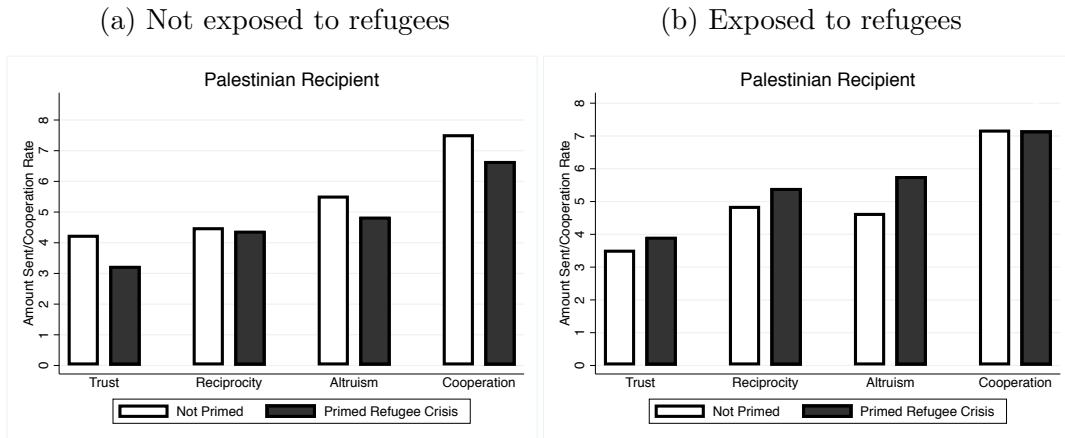 (a) Not exposed to refugees
Palestinian Recipient
Amount Sent/Cooperation Rate
8
7
6
5
4
3
2
1
0
Trust Reciprocity Altruism Cooperation
Not Primed Primed Refugee Crisis
(b) Exposed to refugees
Palestinian Recipient
Amount Sent/Cooperation Rate
8
7
6
5
4
3
2
1
0
Trust Reciprocity Altruism Cooperation
Not Primed Primed Refugee Crisis